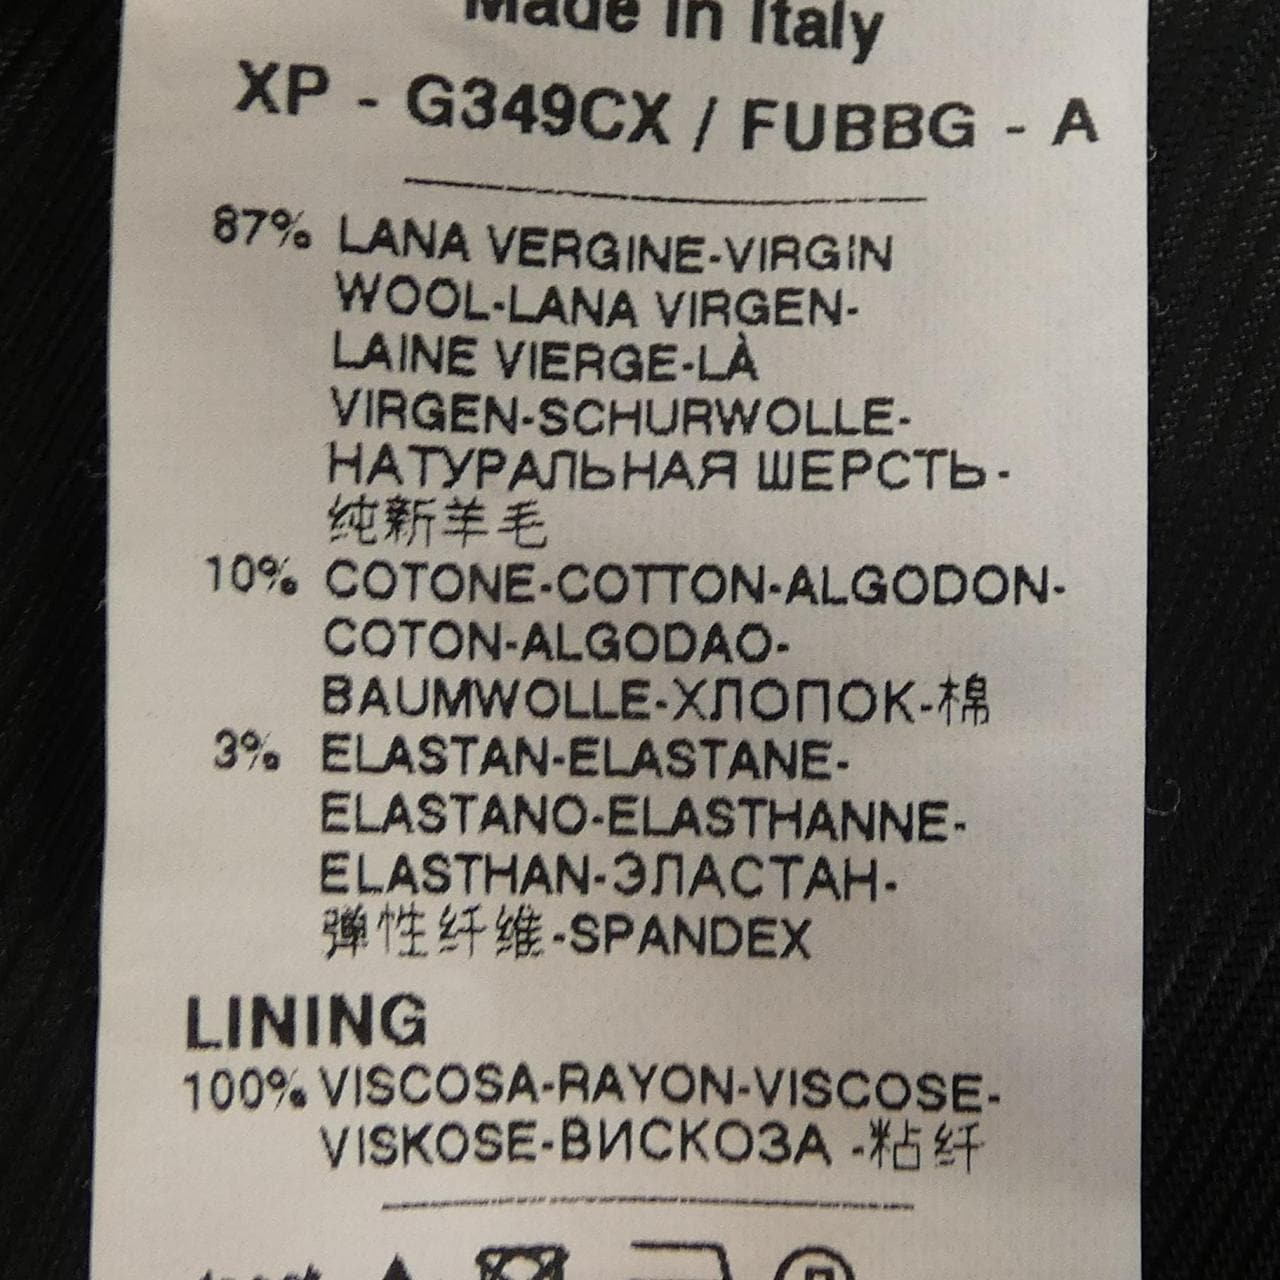 Made in Italy
XP - G349CX / FUBBG - A
87% LANA VERGINE-VIRGIN
WOOL-LANA VIRGEN-
LAINE VIERGE-LÀ
VIRGEN-SCHURWOLLE-
НАТУРАЛЬНАЯ ШЕРСТЬ-
纯新羊毛
10% COTONE-COTTON-ALGODON-
COTON-ALGODAO-
BAUMWOLLE-ХЛОПОК-棉
3% ELASTAN-ELASTANE-
ELASTANO-ELASTHANNE-
ELASTHAN-ЭЛАСТАН-
弹性纤维-SPANDEX
LINING
100% VISCOSA-RAYON-VISCOSE-
VISKOSE-ВИСКОЗА -粘纤